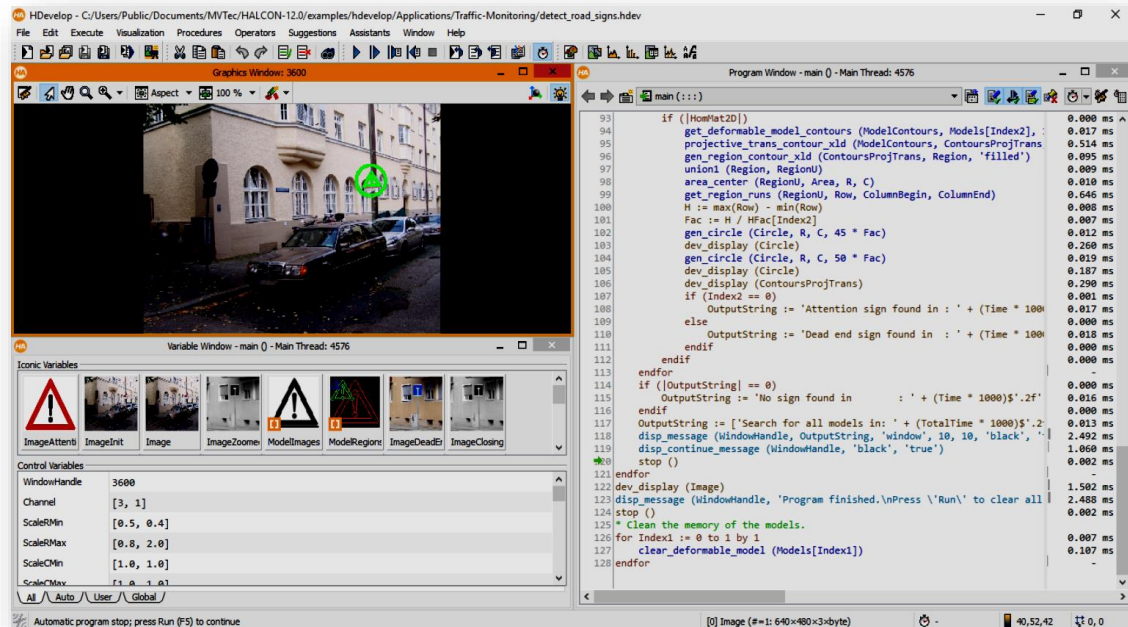 HDevelop - C:/Users/Public/Documents/MVTec/HALCON-12.0/examples/hdevelop/Applications/Traffic-Monitoring/detect_road_signs.hdev
File Edit Execute Visualization Procedures Operators Suggestions Assistants Window Help
Graphics Window: 3600
Aspect 100 %
Variable Window - main () - Main Thread: 4576
Iconic Variables
ImageAttenti ImageInit Image ImageZoome ModelImages ModelRegions ImageDeadEr ImageClosing
Control Variables
WindowHandle 3600
Channel [3, 1]
ScaleRMin [0.5, 0.4]
ScaleRMax [0.8, 2.0]
ScaleCMin [1.0, 1.0]
ScaleCMax [1.0, 1.0]
All Auto User Global
Program Window - main () - Main Thread: 4576
main (:::)
93 if (|HomMat2D|) 0.000 ms
94 get_deformable_model_contours (ModelContours, Models[Index2], 0.017 ms
95 projective_trans_contour_xld (ModelContours, ContoursProjTrans 0.514 ms
96 gen_region_contour_xld (ContoursProjTrans, Region, 'filled') 0.095 ms
97 union1 (Region, RegionU) 0.009 ms
98 area_center (RegionU, Area, R, C) 0.010 ms
99 get_region_runs (RegionU, Row, ColumnBegin, ColumnEnd) 0.646 ms
100 H := max(Row) - min(Row) 0.008 ms
101 Fac := H / HFac[Index2] 0.007 ms
102 gen_circle (Circle, R, C, 45 * Fac) 0.012 ms
103 dev_display (Circle) 0.260 ms
104 gen_circle (Circle, R, C, 50 * Fac) 0.019 ms
105 dev_display (Circle) 0.187 ms
106 dev_display (ContoursProjTrans) 0.290 ms
107 if (Index2 == 0) 0.001 ms
108 OutputString := 'Attention sign found in : ' + (Time * 1000 0.017 ms
109 else 0.000 ms
110 OutputString := 'Dead end sign found in : ' + (Time * 1000 0.018 ms
111 endif 0.000 ms
112 endif 0.000 ms
113 endfor -
114 if (|OutputString| == 0) 0.000 ms
115 OutputString := 'No sign found in : ' + (Time * 1000)$'.2f' 0.016 ms
116 endif 0.000 ms
117 OutputString := ['Search for all models in: ' + (TotalTime * 1000)$'.2 0.013 ms
118 disp_message (WindowHandle, OutputString, 'window', 10, 10, 'black', ' 2.492 ms
119 disp_continue_message (WindowHandle, 'black', 'true') 1.060 ms
120 stop () 0.002 ms
121 endfor -
122 dev_display (Image) 1.502 ms
123 disp_message (WindowHandle, 'Program finished.\nPress \'Run\' to clear all 2.488 ms
124 stop () 0.002 ms
125 * Clean the memory of the models.
126 for Index1 := 0 to 1 by 1 0.007 ms
127 clear_deformable_model (Models[Index1]) 0.107 ms
128 endfor -
Automatic program stop; press Run (F5) to continue [0] Image (#=1: 640×480×3×byte) - 40,52,42 0, 0